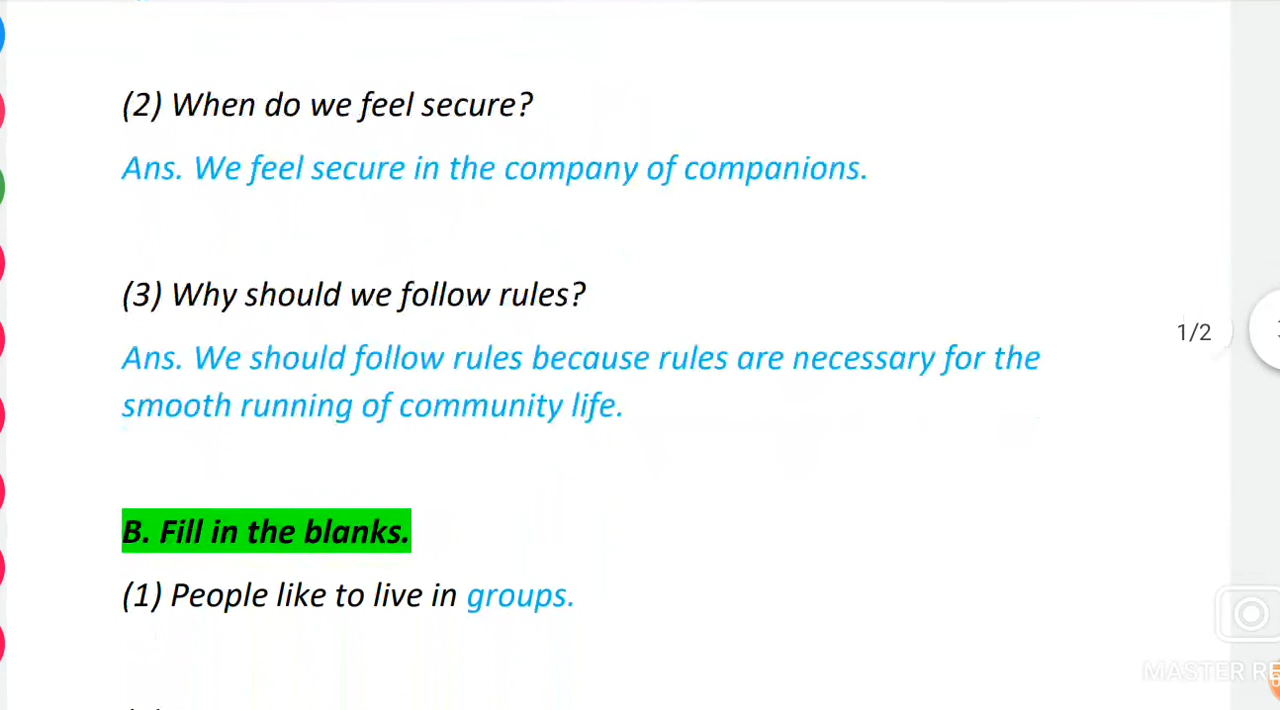 (2) When do we feel secure?
Ans. We feel secure in the company of companions.
(3) Why should we follow rules?
1/2
Ans. We should follow rules because rules are necessary for the
smooth running of community life.
B. Fill in the blanks.
(1) People like to live in groups.
MASTER RE